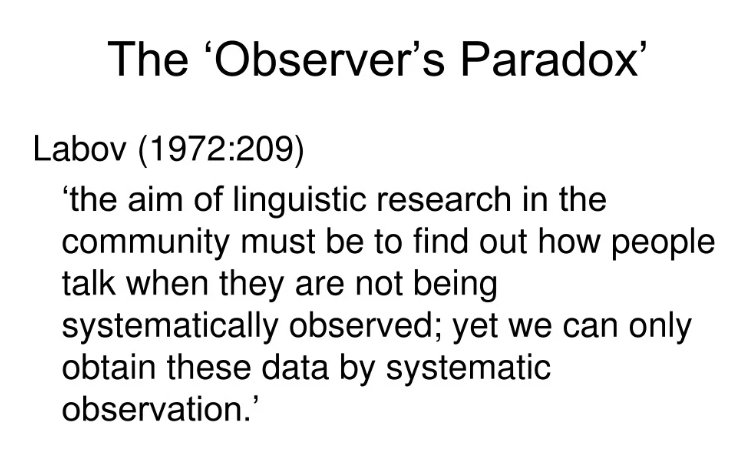 The ‘Observer’s Paradox’
Labov (1972:209)
‘the aim of linguistic research in the
community must be to find out how people
talk when they are not being
systematically observed; yet we can only
obtain these data by systematic
observation.’